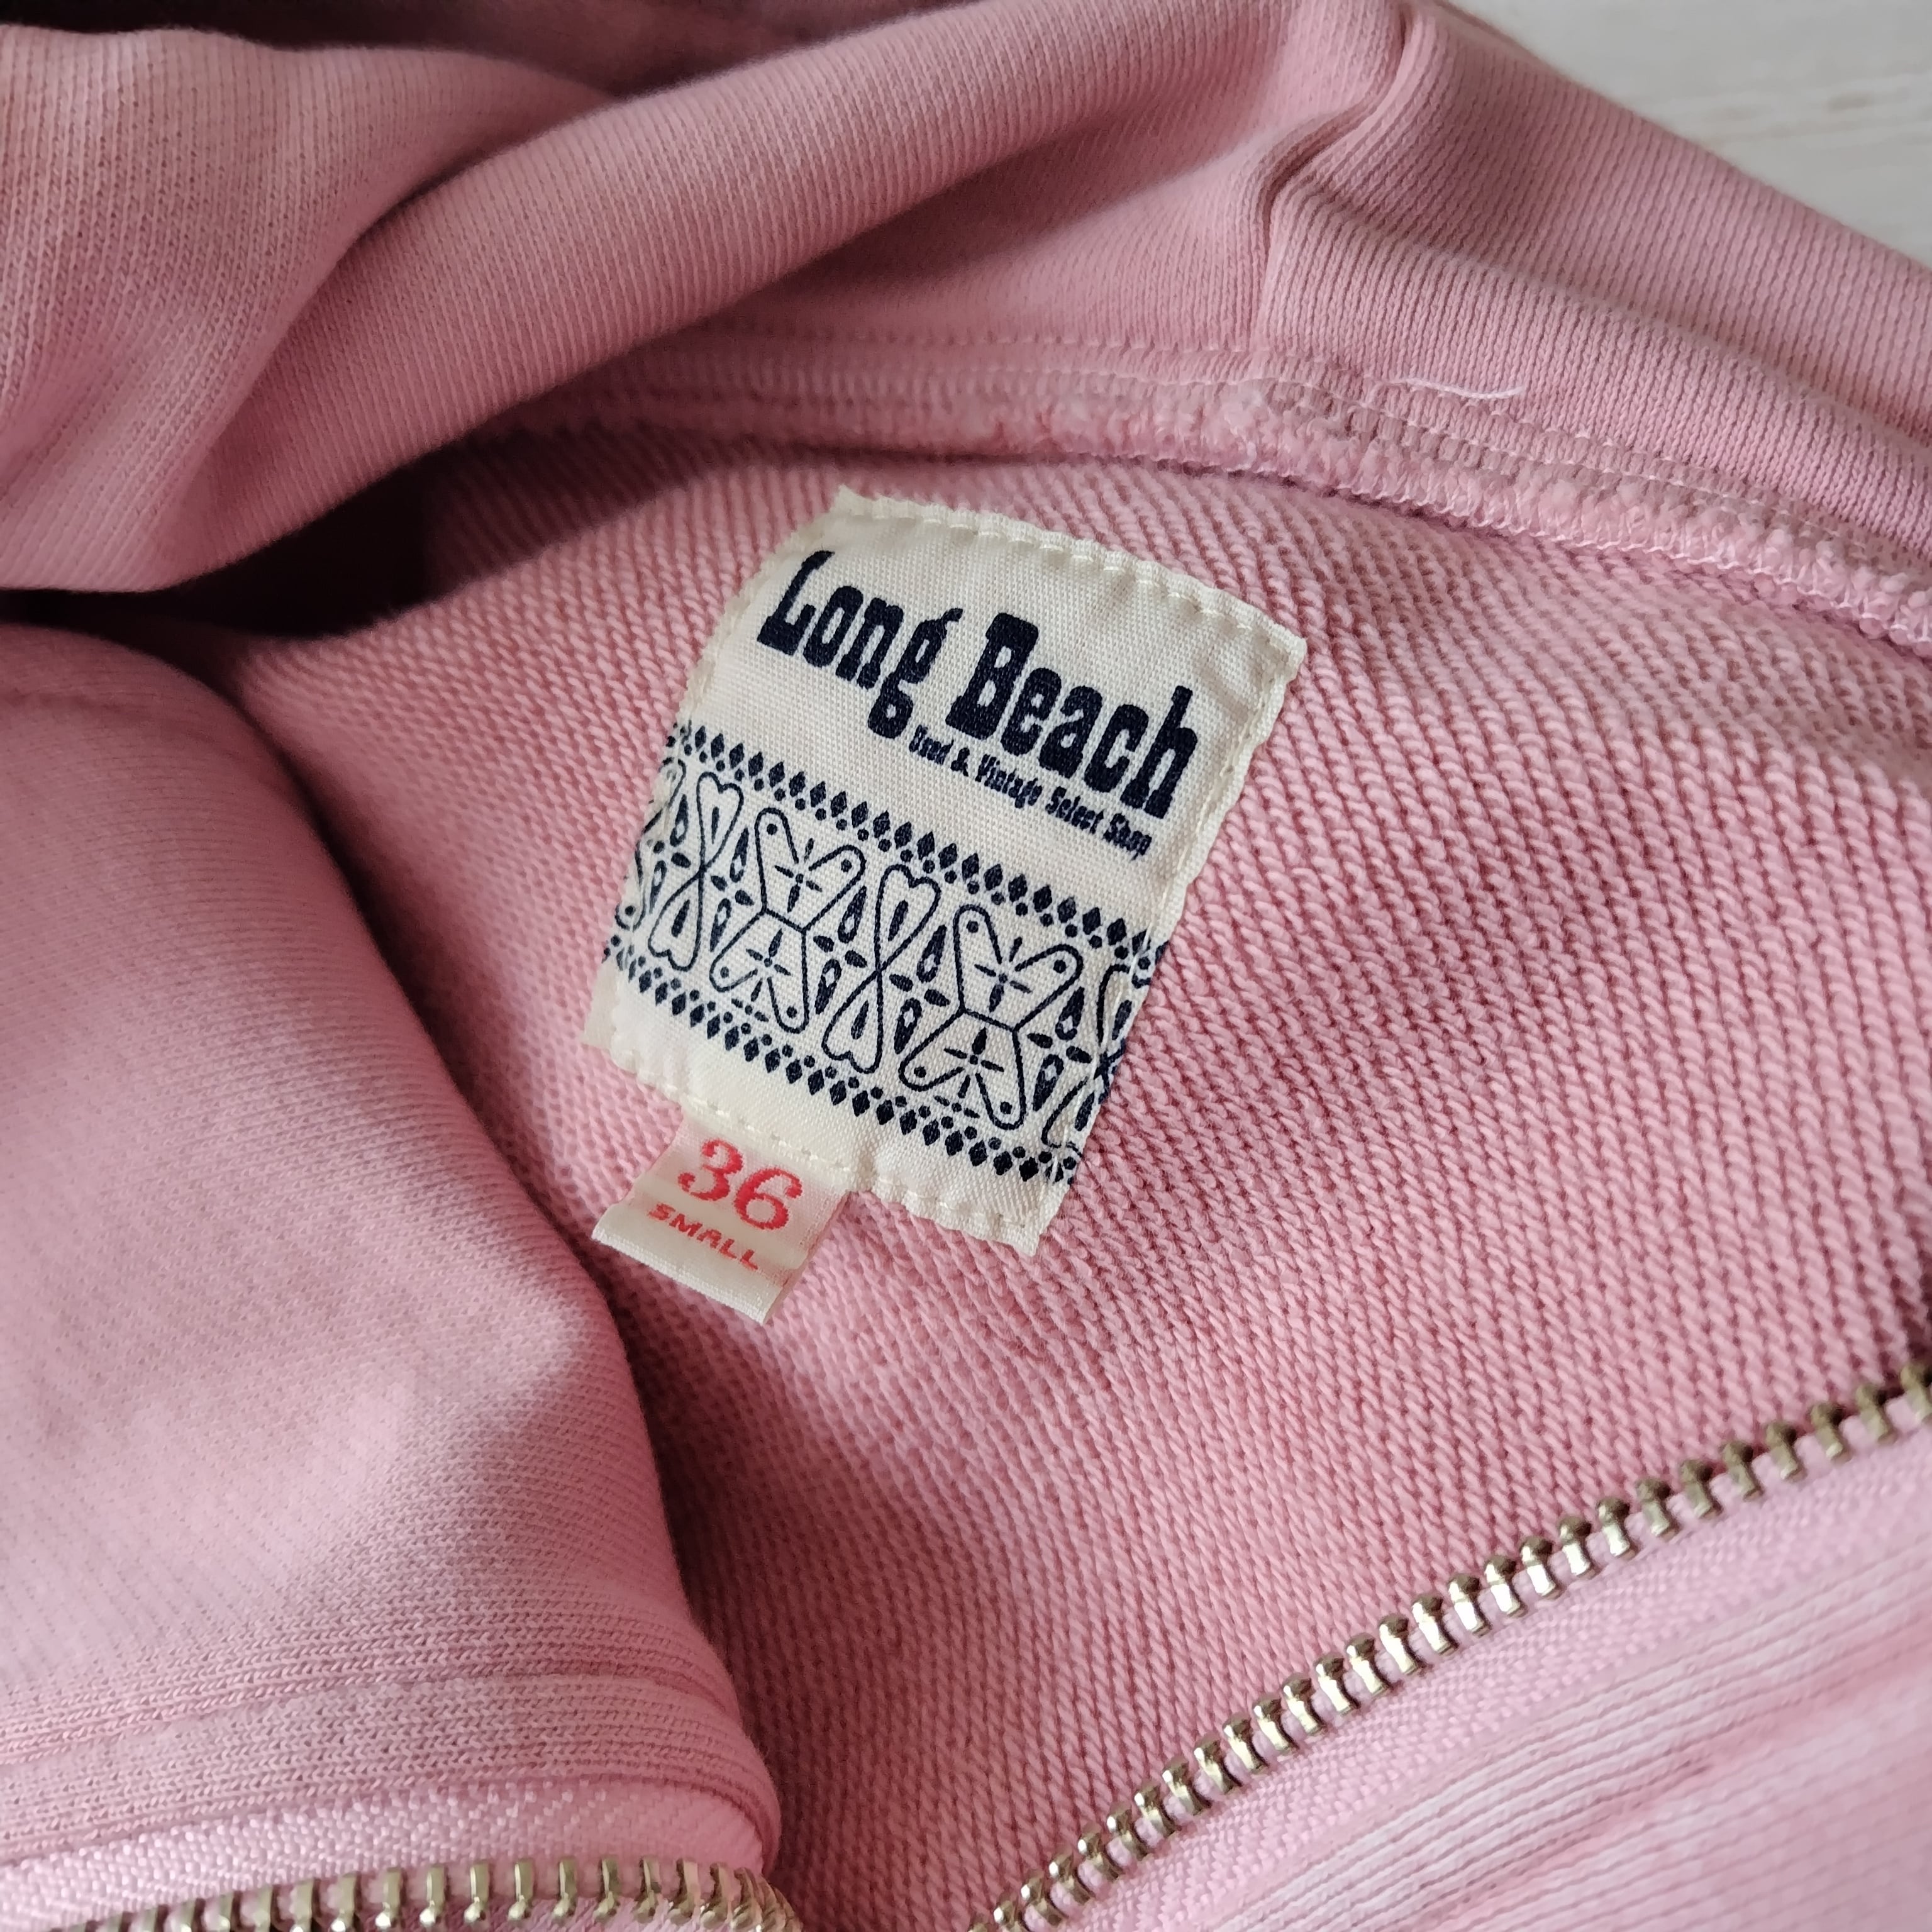 Long Beach
Used & Vintage Select Shop
36
SMALL